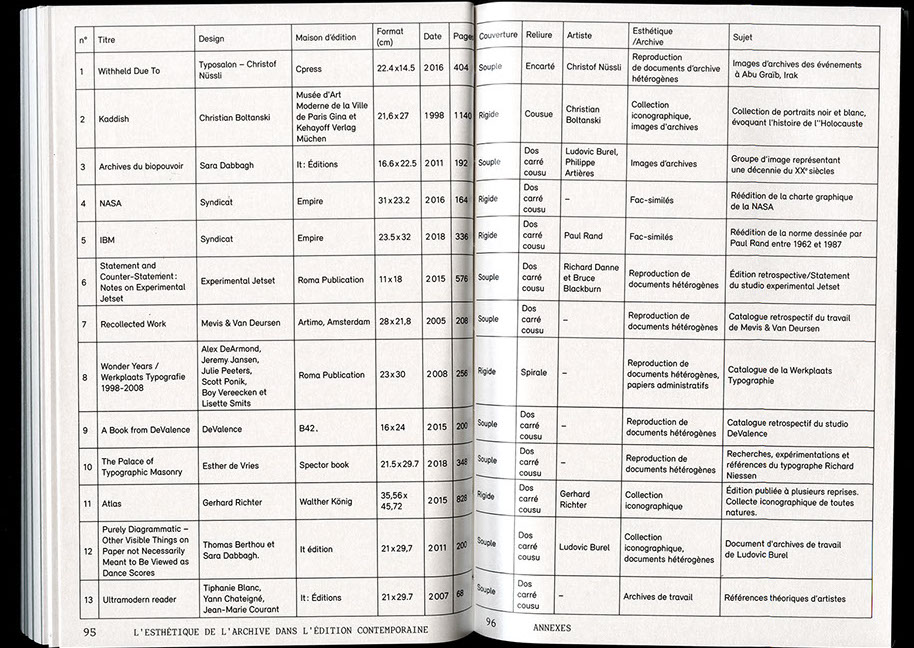 n° Titre Design Maison d'édition Format (cm) Date Pages Couverture Reliure Artiste Esthétique /Archive Sujet
1 Withheld Due To Typosalon – Christof Nüssli Cpress 22.4x14.5 2016 404 Souple Encarté Christof Nüssli Reproduction de documents d'archive hétérogènes Images d'archives des événements à Abu Graïb, Irak
2 Kaddish Christian Boltanski Musée d'Art Moderne de la Ville de Paris Gina et Kehayoff Verlag Müchen 21,6x27 1998 1140 Rigide Cousue Christian Boltanski Collection iconographique, images d'archives Collection de portraits noir et blanc, évoquant l'histoire de l''Holocauste
3 Archives du biopouvoir Sara Dabbagh It: Éditions 16.6x22.5 2011 192 Souple Dos carré cousu Ludovic Burel, Philippe Artières Images d'archives Groupe d'image représentant une décennie du XXe siècles
4 NASA Syndicat Empire 31x23.2 2016 164 Rigide Dos carré cousu – Fac-similés Réédition de la charte graphique de la NASA
5 IBM Syndicat Empire 23.5x32 2018 336 Rigide Dos carré cousu Paul Rand Fac-similés Réédition de la norme dessinée par Paul Rand entre 1962 et 1987
6 Statement and Counter-Statement: Notes on Experimental Jetset Experimental Jetset Roma Publication 11x18 2015 576 Souple Dos carré cousu Richard Danne et Bruce Blackburn Reproduction de documents hétérogènes Édition retrospective/Statement du studio experimental Jetset
7 Recollected Work Mevis & Van Deursen Artimo, Amsterdam 28x21,8 2005 208 Souple Dos carré cousu – Reproduction de documents hétérogènes Catalogue retrospectif du travail de Mevis & Van Deursen
8 Wonder Years / Werkplaats Typografie 1998-2008 Alex DeArmond, Jeremy Jansen, Julie Peeters, Scott Ponik, Boy Vereecken et Lisette Smits Roma Publication 23x30 2008 256 Rigide Spirale – Reproduction de documents hétérogènes, papiers administratifs Catalogue de la Werkplaats Typographie
9 A Book from DeValence DeValence B42. 16x24 2015 200 Souple Dos carré cousu – Reproduction de documents hétérogènes Catalogue retrospectif du studio DeValence
10 The Palace of Typographic Masonry Esther de Vries Spector book 21.5x29.7 2018 348 Souple Dos carré cousu – Reproduction de documents hétérogènes Recherches, expérimentations et références du typographe Richard Niessen
11 Atlas Gerhard Richter Walther König 35,56x 45,72 2015 828 Rigide Dos carré cousu Gerhard Richter Collection iconographique Édition publiée à plusieurs reprises. Collecte iconographique de toutes natures.
12 Purely Diagrammatic – Other Visible Things on Paper not Necessarily Meant to Be Viewed as Dance Scores Thomas Berthou et Sara Dabbagh. It édition 21x29,7 2011 200 Souple Dos carré cousu Ludovic Burel Collection iconographique, documents hétérogènes Document d'archives de travail de Ludovic Burel
13 Ultramodern reader Tiphanie Blanc, Yann Chateigné, Jean-Marie Courant It: Éditions 21x29.7 2007 68 Souple Dos carré cousu – Archives de travail Références théoriques d'artistes
95 L'ESTHÉTIQUE DE L'ARCHIVE DANS L'ÉDITION CONTEMPORAINE
96 ANNEXES